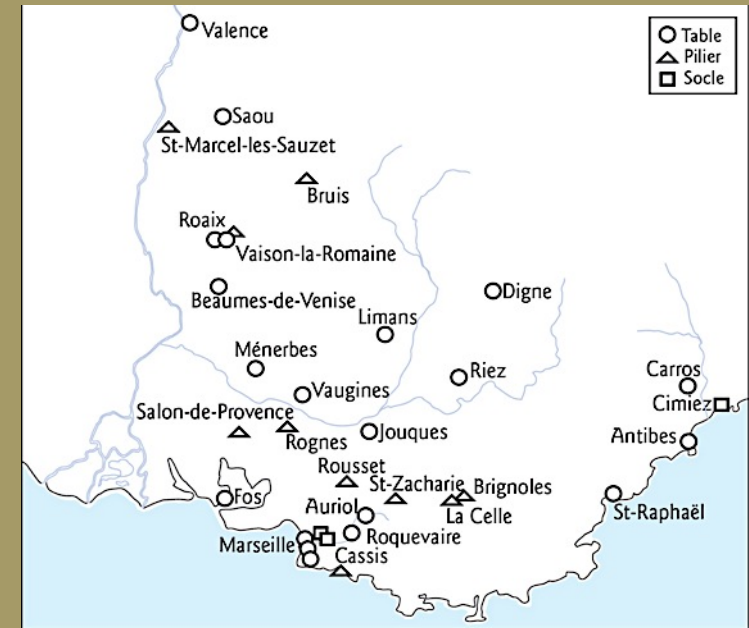 Valence
Table
Pilier
Socle
Saou
St-Marcel-les-Sauzet
Bruis
Roaix
Vaison-la-Romaine
Beaumes-de-Venise
Digne
Limans
Ménerbes
Riez
Carros
Vaugines
Cimiez
Salon-de-Provence
Rognes
Jouques
Antibes
Rousset
St-Zacharie
Brignoles
Fos
Auriol
La Celle
St-Raphaël
Marseille
Roquevaire
Cassis